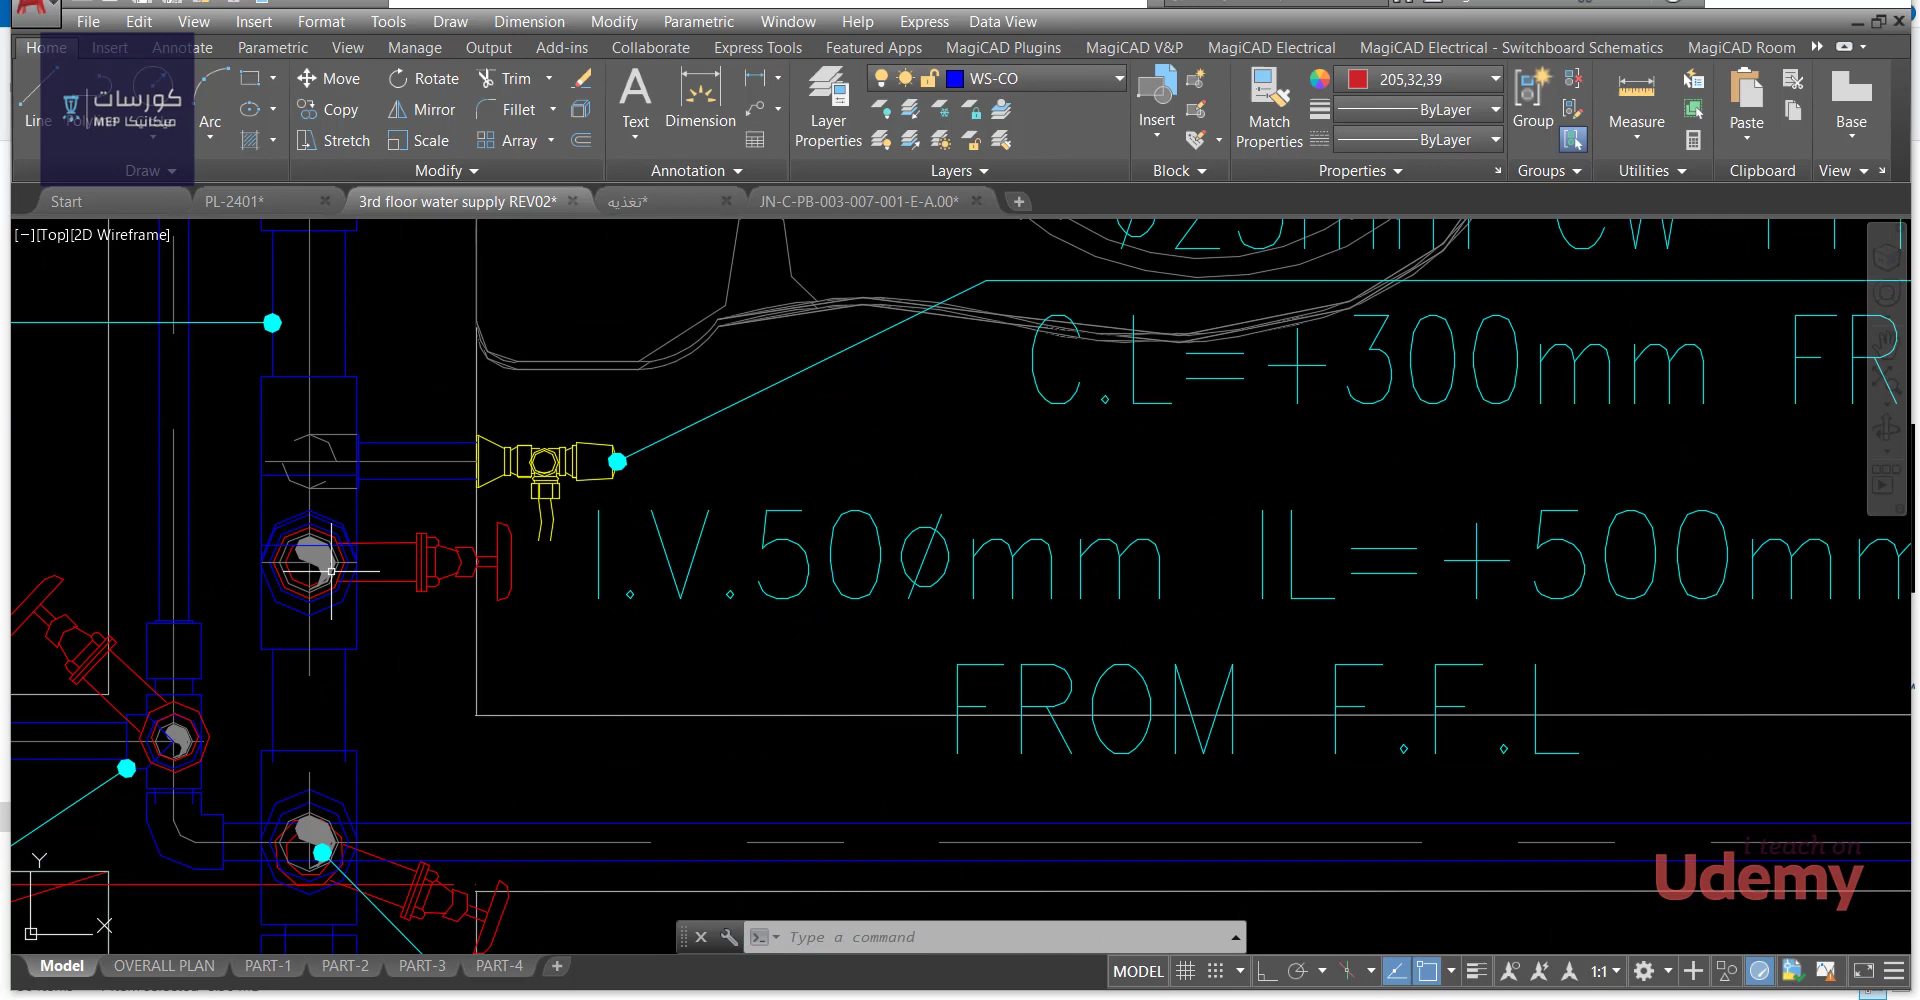 File Edit View Insert Format Tools Draw Dimension Modify Parametric Window Help Express Data View
Home Insert Annotate Parametric View Manage Output Add-ins Collaborate Express Tools Featured Apps MagiCAD Plugins MagiCAD V&P MagiCAD Electrical MagiCAD Electrical - Switchboard Schematics MagiCAD Room
كورسات
ميكانيكا MEP
Line Arc
Move Rotate Trim
Copy Mirror Fillet
Stretch Scale Array
Text Dimension
Layer Properties
WS-CO
Insert
Match Properties
205,32,39
ByLayer
ByLayer
Group
Measure
Paste
Base
Draw Modify Annotation Layers Block Properties Groups Utilities Clipboard View
Start PL-2401* 3rd floor water supply REV02* تغذيه* JN-C-PB-003-007-001-E-A.00*
[−][Top][2D Wireframe]
C.L=+300mm FR
I.V.50ømm IL=+500mm
FROM F.F.L
i teach on
Udemy
Y
X
Type a command
Model OVERALL PLAN PART-1 PART-2 PART-3 PART-4
MODEL 1:1